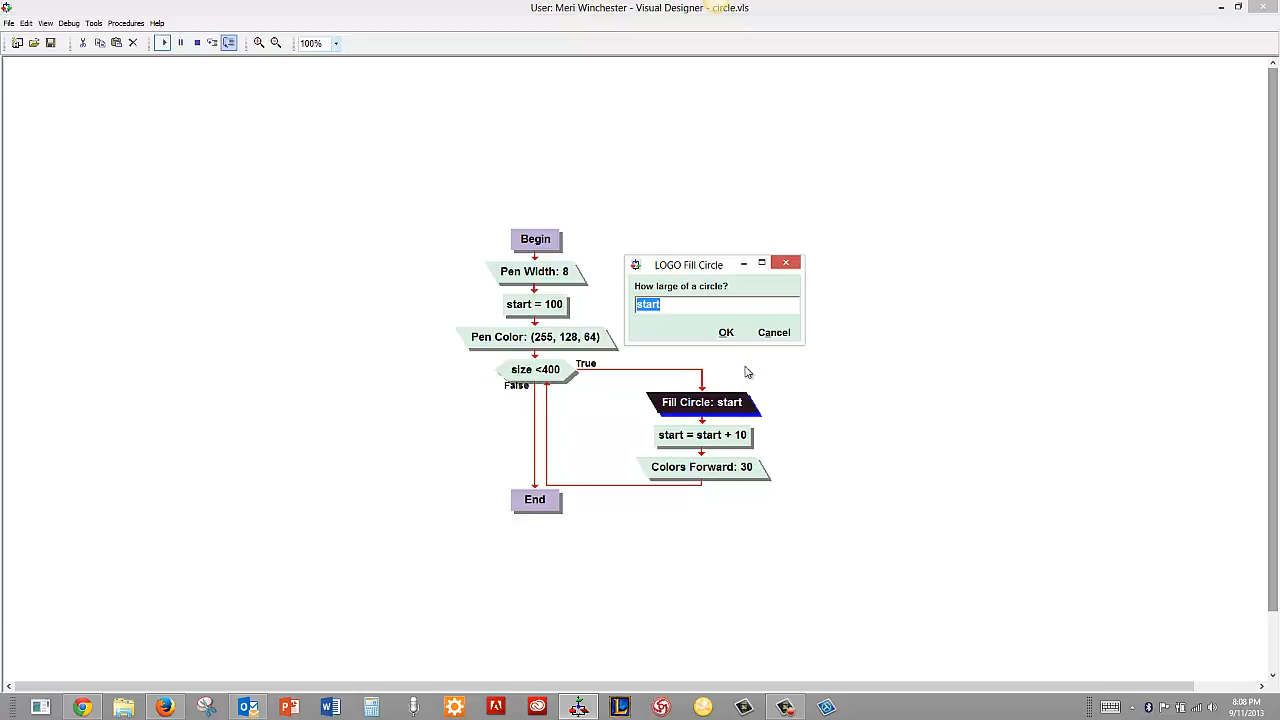 User: Meri Winchester - Visual Designer - circle.vls
File Edit View Debug Tools Procedures Help
100%
Begin
Pen Width: 8
start = 100
Pen Color: (255, 128, 64)
size <400
True
False
End
LOGO Fill Circle
How large of a circle?
start
OK Cancel
Fill Circle: start
start = start + 10
Colors Forward: 30
8:08 PM
9/11/2013